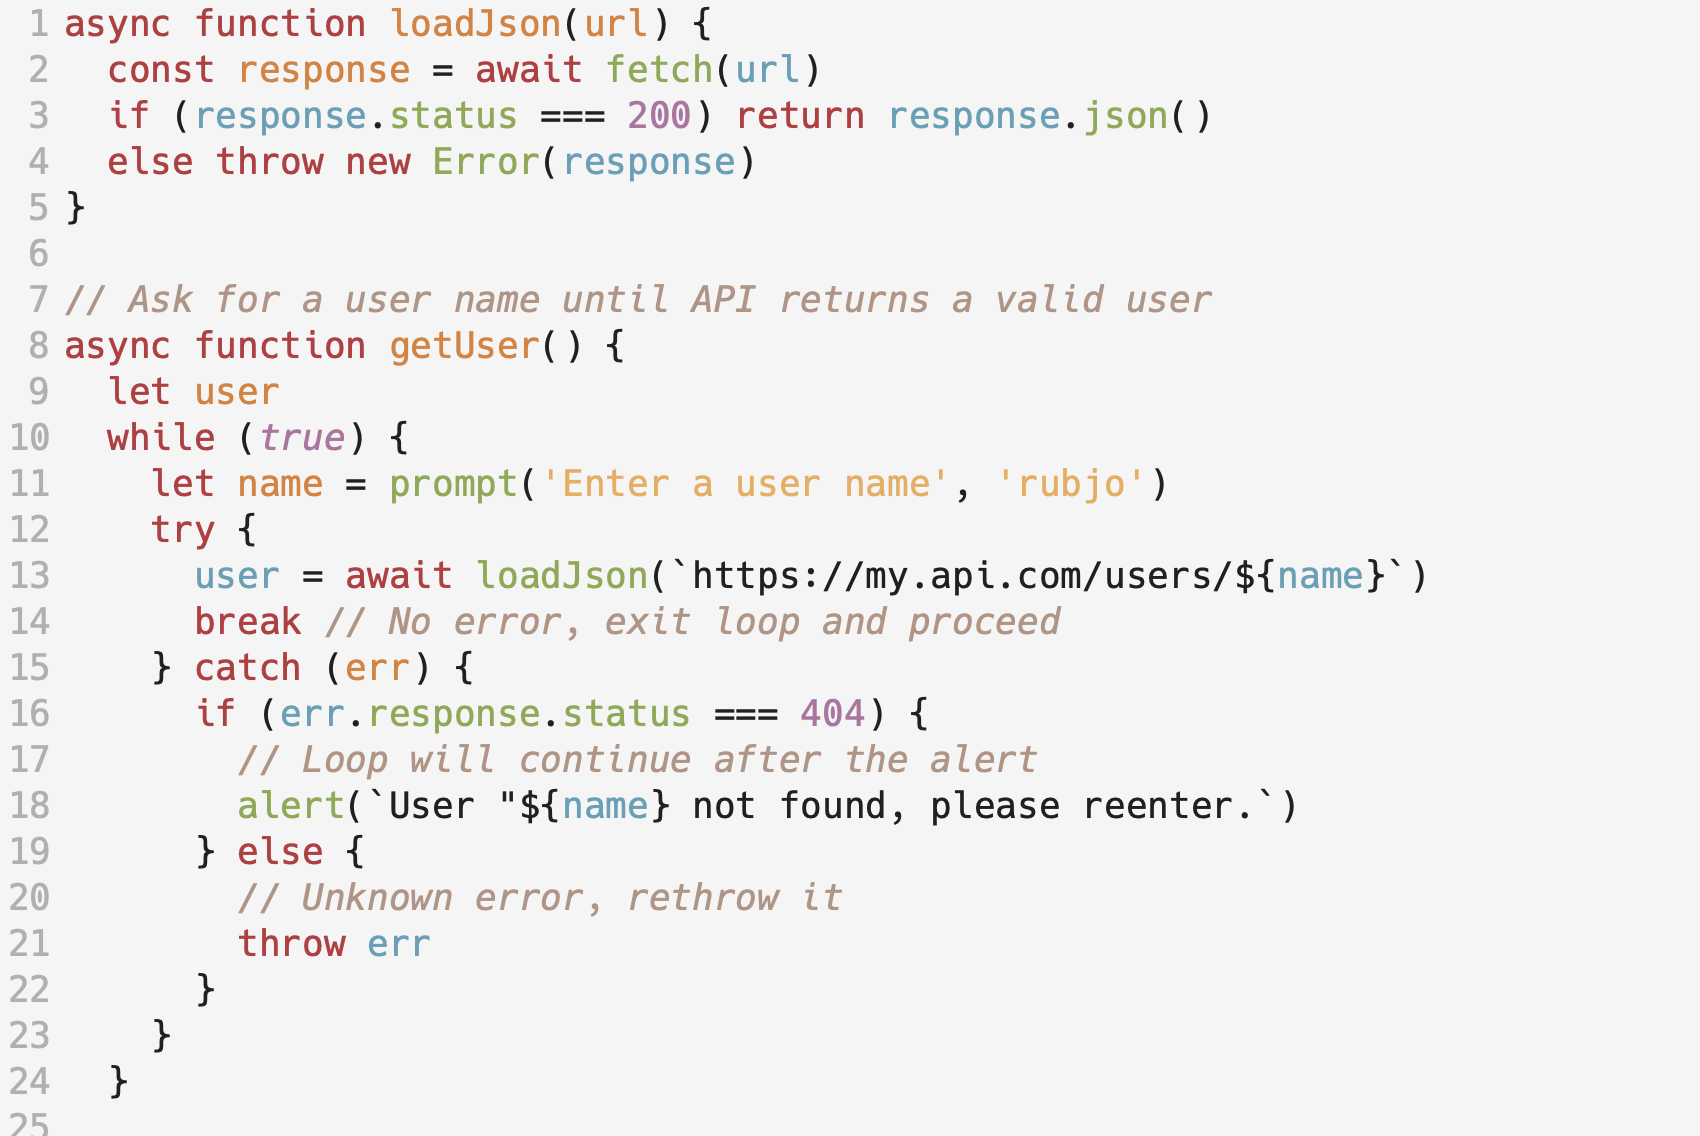 1 async function loadJson(url) {
2   const response = await fetch(url)
3   if (response.status === 200) return response.json()
4   else throw new Error(response)
5 }
6
7 // Ask for a user name until API returns a valid user
8 async function getUser() {
9   let user
10   while (true) {
11     let name = prompt('Enter a user name', 'rubjo')
12     try {
13       user = await loadJson(`https://my.api.com/users/${name}`)
14       break // No error, exit loop and proceed
15     } catch (err) {
16       if (err.response.status === 404) {
17         // Loop will continue after the alert
18         alert(`User "${name} not found, please reenter.`)
19       } else {
20         // Unknown error, rethrow it
21         throw err
22       }
23     }
24   }
25